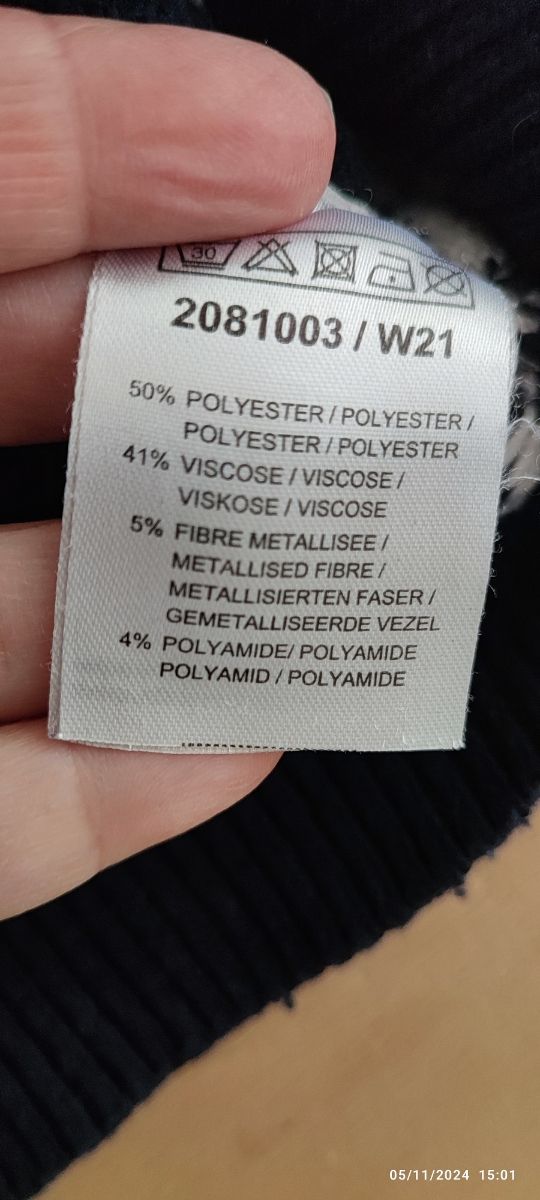 30
2081003 / W21
50% POLYESTER / POLYESTER /
POLYESTER / POLYESTER
41% VISCOSE / VISCOSE /
VISKOSE / VISCOSE
5% FIBRE METALLISEE /
METALLISED FIBRE /
METALLISIERTEN FASER /
GEMETALLISEERDE VEZEL
4% POLYAMIDE/ POLYAMIDE
POLYAMID / POLYAMIDE
05/11/2024 15:01